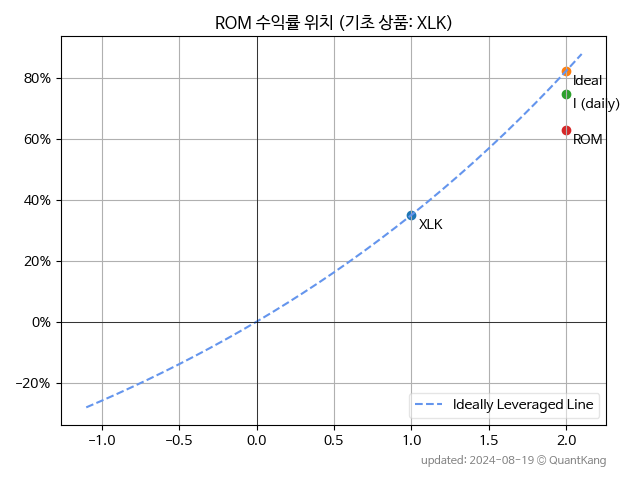 ROM 수익률 위치 (기초 상품: XLK)
80%
60%
40%
20%
0%
−20%
Ideal
I (daily)
ROM
XLK
Ideally Leveraged Line
−1.0
−0.5
0.0
0.5
1.0
1.5
2.0
updated: 2024-08-19 © QuantKang